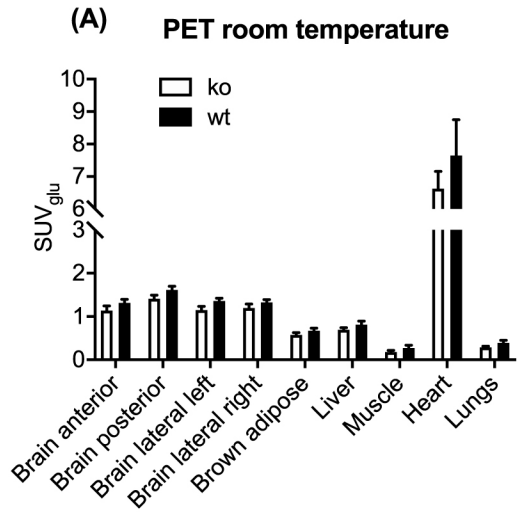 (A)
PET room temperature
ko
wt
SUVglu
10
9
8
7
6
3
2
1
0
Brain anterior
Brain posterior
Brain lateral left
Brain lateral right
Brown adipose
Liver
Muscle
Heart
Lungs